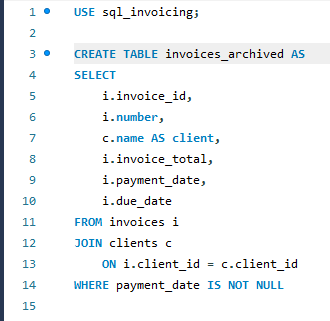 1 USE sql_invoicing;
2
3 CREATE TABLE invoices_archived AS
4 SELECT
5 i.invoice_id,
6 i.number,
7 c.name AS client,
8 i.invoice_total,
9 i.payment_date,
10 i.due_date
11 FROM invoices i
12 JOIN clients c
13 ON i.client_id = c.client_id
14 WHERE payment_date IS NOT NULL
15